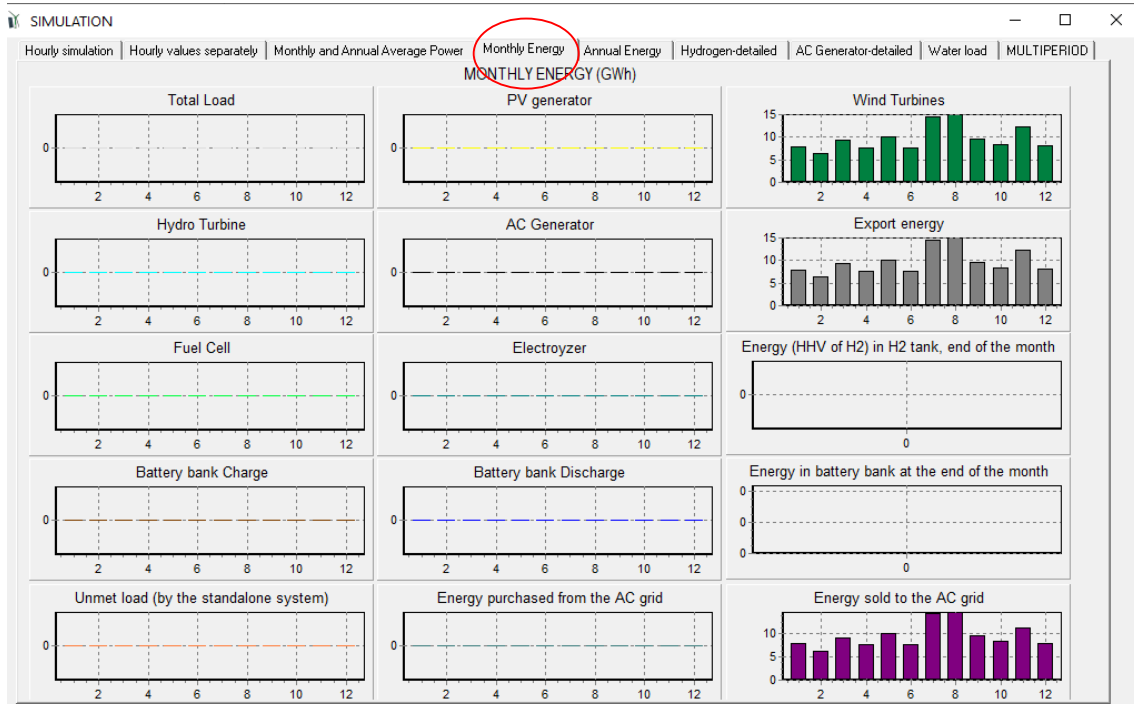 SIMULATION
Hourly simulation Hourly values separately Monthly and Annual Average Power Monthly Energy Annual Energy Hydrogen-detailed AC Generator-detailed Water load MULTIPERIOD
MONTHLY ENERGY (GWh)
Total Load
0
2 4 6 8 10 12
PV generator
0
2 4 6 8 10 12
Wind Turbines
15
10
5
0
2 4 6 8 10 12
Hydro Turbine
0
2 4 6 8 10 12
AC Generator
0
2 4 6 8 10 12
Export energy
15
10
5
0
2 4 6 8 10 12
Fuel Cell
0
2 4 6 8 10 12
Electroyzer
0
2 4 6 8 10 12
Energy (HHV of H2) in H2 tank, end of the month
0
0
Battery bank Charge
0
2 4 6 8 10 12
Battery bank Discharge
0
2 4 6 8 10 12
Energy in battery bank at the end of the month
0
0
0
0
Unmet load (by the standalone system)
0
2 4 6 8 10 12
Energy purchased from the AC grid
0
2 4 6 8 10 12
Energy sold to the AC grid
10
5
0
2 4 6 8 10 12